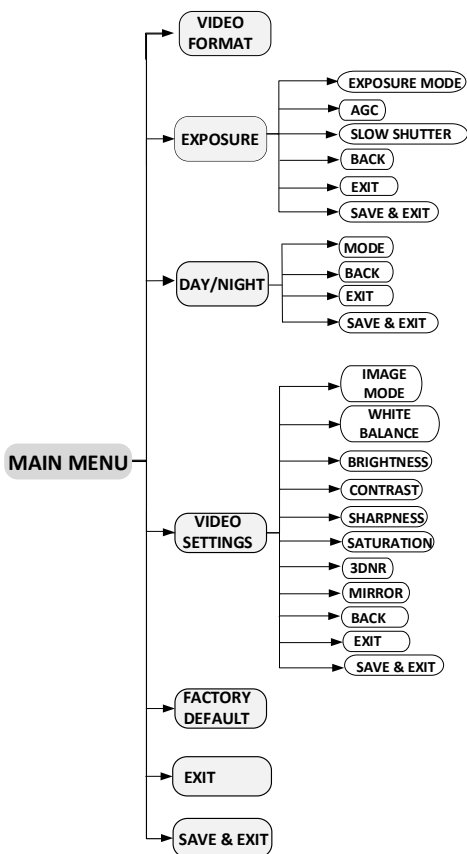 VIDEO
FORMAT
EXPOSURE
EXPOSURE MODE
AGC
SLOW SHUTTER
BACK
EXIT
SAVE & EXIT
DAY/NIGHT
MODE
BACK
EXIT
SAVE & EXIT
MAIN MENU
VIDEO
SETTINGS
IMAGE
MODE
WHITE
BALANCE
BRIGHTNESS
CONTRAST
SHARPNESS
SATURATION
3DNR
MIRROR
BACK
EXIT
SAVE & EXIT
FACTORY
DEFAULT
EXIT
SAVE & EXIT